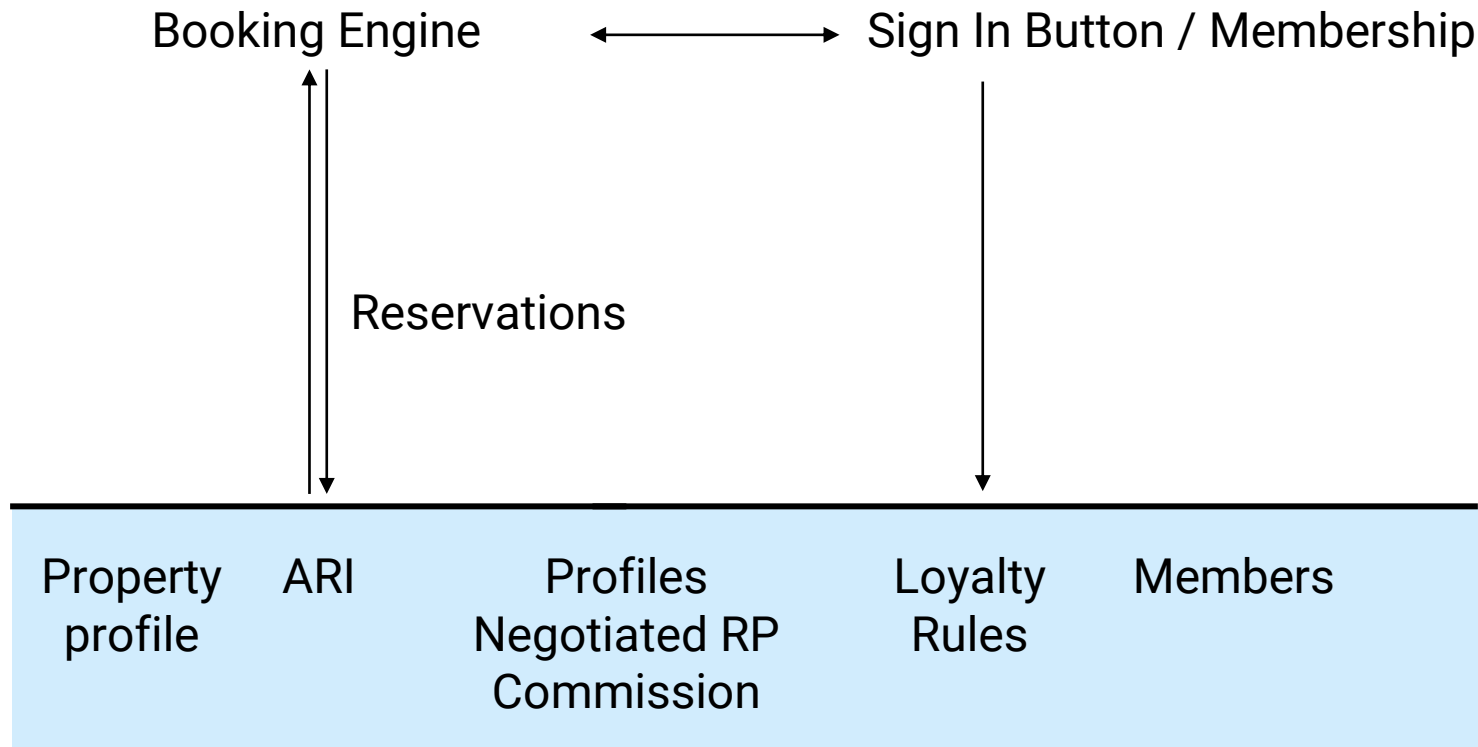 Booking Engine
Sign In Button / Membership
Reservations
Property
profile
ARI
Profiles
Negotiated RP
Commission
Loyalty
Rules
Members